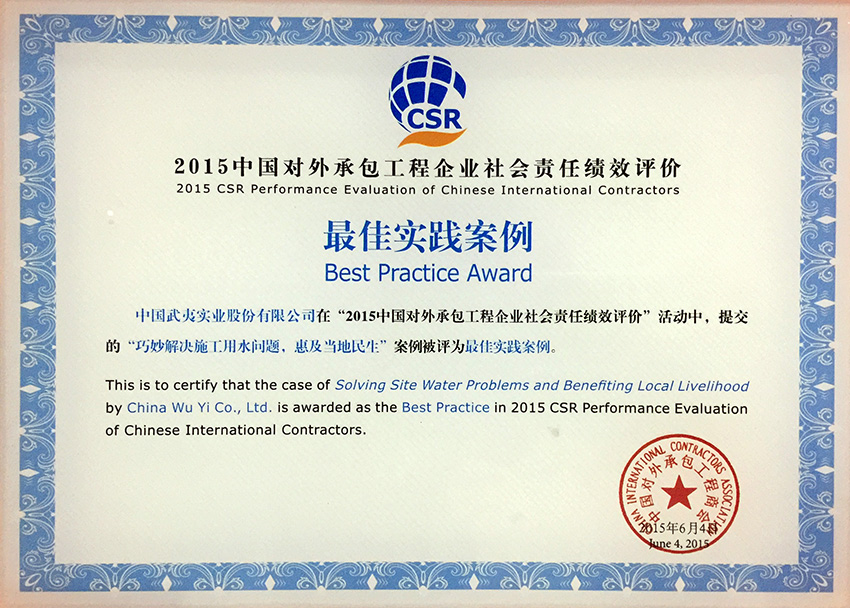 CSR
2015中国对外承包工程企业社会责任绩效评价
2015 CSR Performance Evaluation of Chinese International Contractors
最佳实践案例
Best Practice Award
中国武夷实业股份有限公司在“2015中国对外承包工程企业社会责任绩效评价”活动中，提交
的“巧妙解决施工用水问题，惠及当地民生”案例被评为最佳实践案例。
This is to certify that the case of Solving Site Water Problems and Benefiting Local Livelihood
by China Wu Yi Co., Ltd. is awarded as the Best Practice in 2015 CSR Performance Evaluation
of Chinese International Contractors.
CHINA INTERNATIONAL CONTRACTORS ASSOCIATION
中国对外承包工程商会
2015年6月4日
June 4, 2015